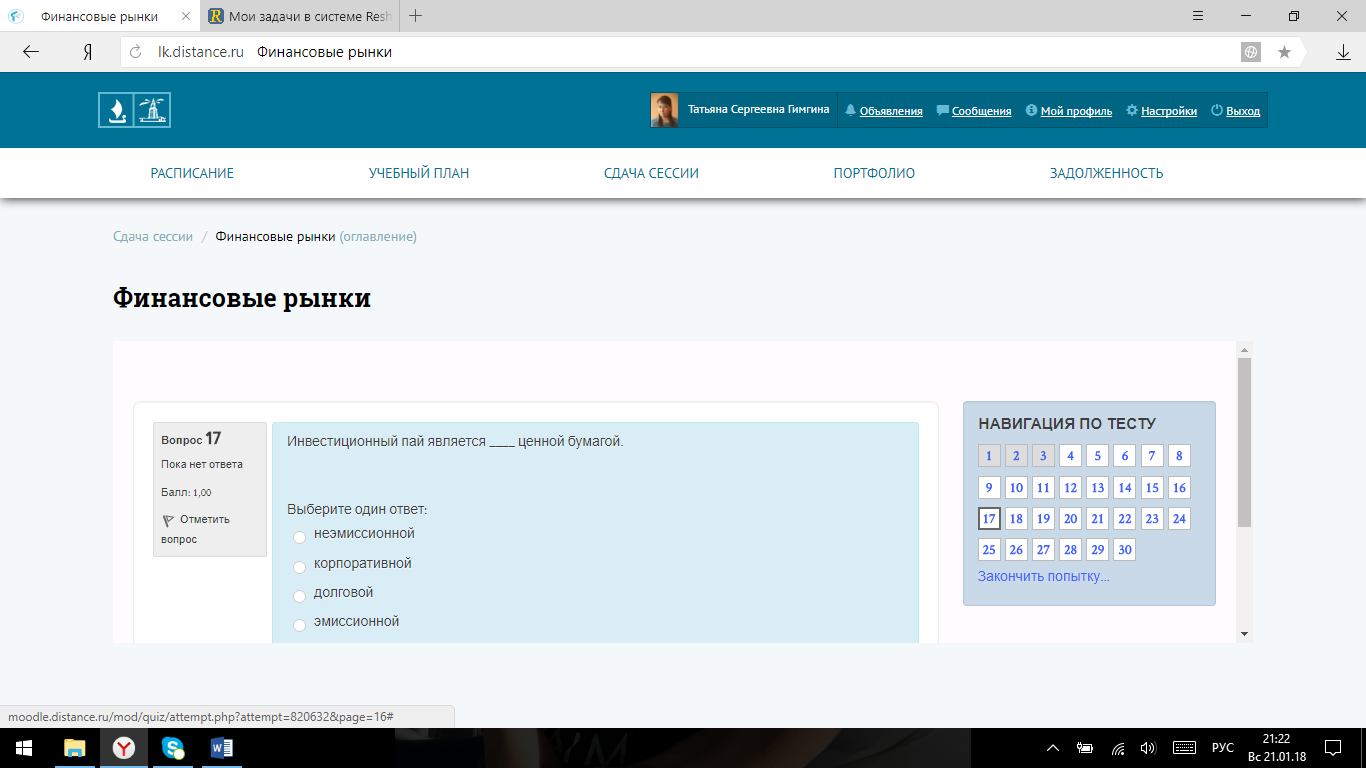 Финансовые рынки
Мои задачи в системе Resh
lk.distance.ru Финансовые рынки
Татьяна Сергеевна Гимгина Объявления Сообщения Мой профиль Настройки Выход
РАСПИСАНИЕ УЧЕБНЫЙ ПЛАН СДАЧА СЕССИИ ПОРТФОЛИО ЗАДОЛЖЕННОСТЬ
Сдача сессии / Финансовые рынки (оглавление)
Финансовые рынки
Вопрос 17
Пока нет ответа
Балл: 1,00
Отметить
вопрос
Инвестиционный пай является ____ ценной бумагой.
Выберите один ответ:
неэмиссионной
корпоративной
долговой
эмиссионной
НАВИГАЦИЯ ПО ТЕСТУ
1 2 3 4 5 6 7 8
9 10 11 12 13 14 15 16
17 18 19 20 21 22 23 24
25 26 27 28 29 30
Закончить попытку...
moodle.distance.ru/mod/quiz/attempt.php?attempt=820632&page=16#
РУС
21:22
Вс 21.01.18